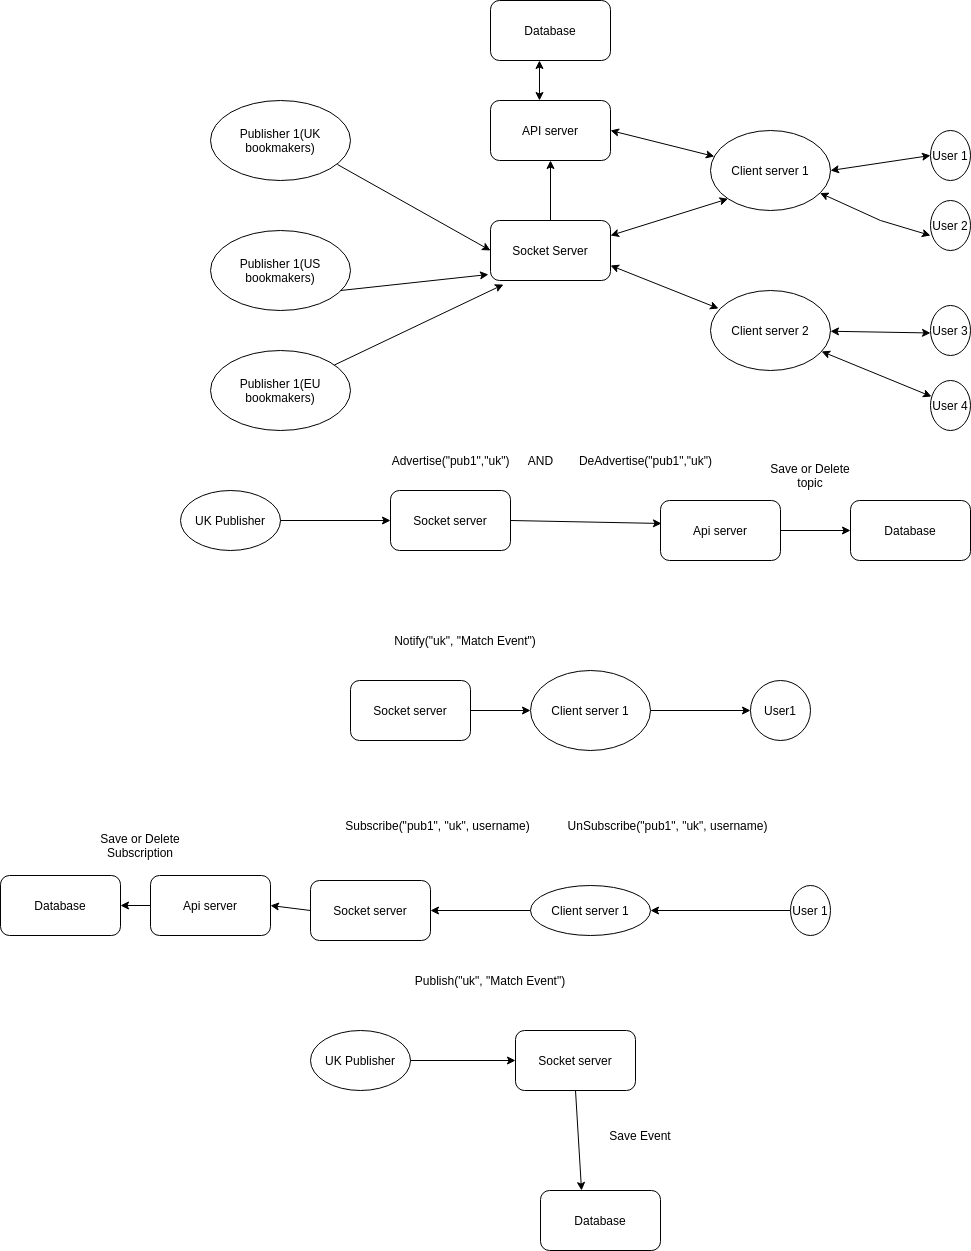 Database
API server
Publisher 1(UK
bookmakers)
Client server 1
User 1
User 2
Socket Server
Publisher 1(US
bookmakers)
Client server 2
User 3
Publisher 1(EU
bookmakers)
User 4
Advertise("pub1","uk") AND DeAdvertise("pub1","uk")
Save or Delete
topic
UK Publisher
Socket server
Api server
Database
Notify("uk", "Match Event")
Socket server
Client server 1
User1
Subscribe("pub1", "uk", username) UnSubscribe("pub1", "uk", username)
Save or Delete
Subscription
Database
Api server
Socket server
Client server 1
User 1
Publish("uk", "Match Event")
UK Publisher
Socket server
Save Event
Database